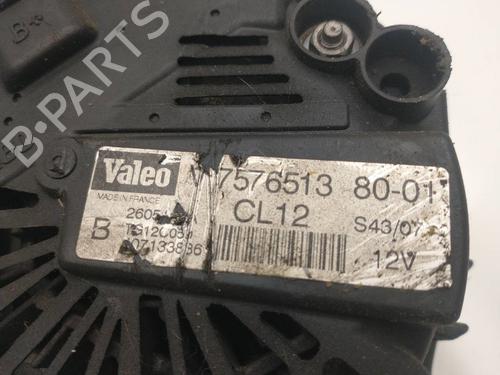 B+
B-PARTS
Valeo
MADE IN FRANCE
7576513 80-01
CL12
S43/07
B
12V